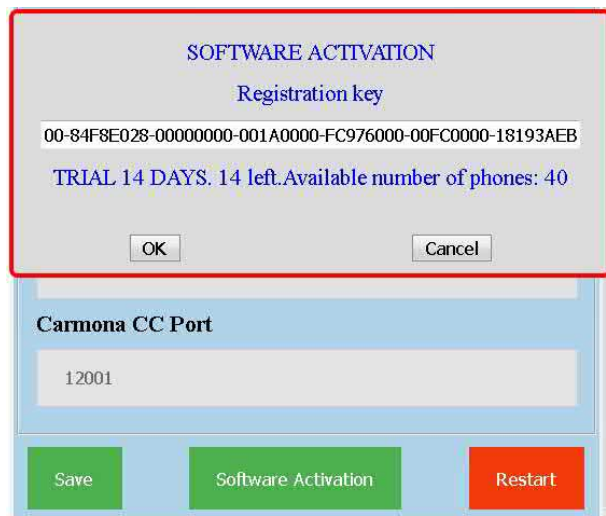 SOFTWARE ACTIVATION
Registration key
00-84F8E028-00000000-001A0000-FC976000-00FC0000-18193AEB
TRIAL 14 DAYS. 14 left.Available number of phones: 40
OK Cancel
Carmona CC Port
12001
Save Software Activation Restart